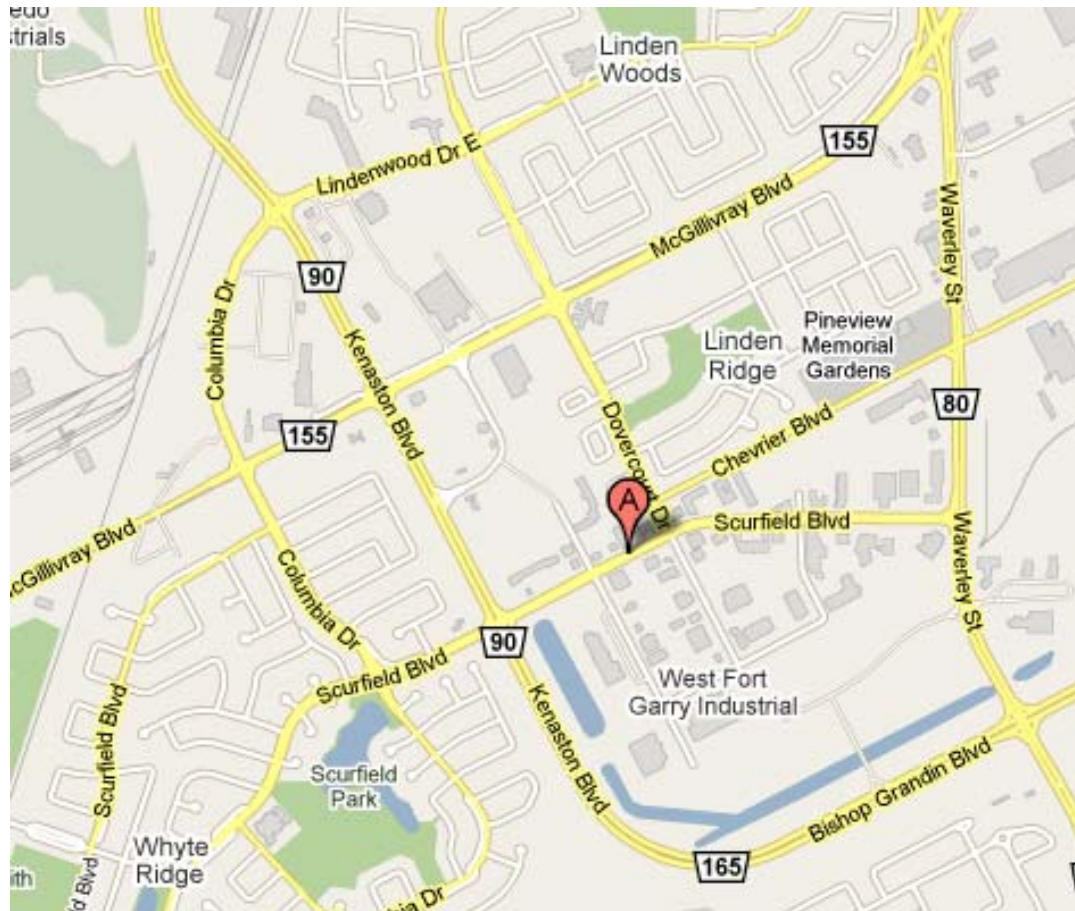 edo
strials
Linden
Woods
155
Lindenwood Dr E
McGillivray Blvd
Waverley St
90
Columbia Dr
Kenaston Blvd
Pineview
Memorial
Gardens
Linden
Ridge
80
155
Dovercourt Dr
Chevrier Blvd
A
Scurfield Blvd
cGillivray Blvd
Columbia Dr
Waverley St
90
Scurfield Blvd
West Fort
Garry Industrial
Scurfield Blvd
Kenaston Blvd
Scurfield
Park
Bishop Grandin Blvd
Whyte
Ridge
165
ith
d Blvd
Columbia Dr